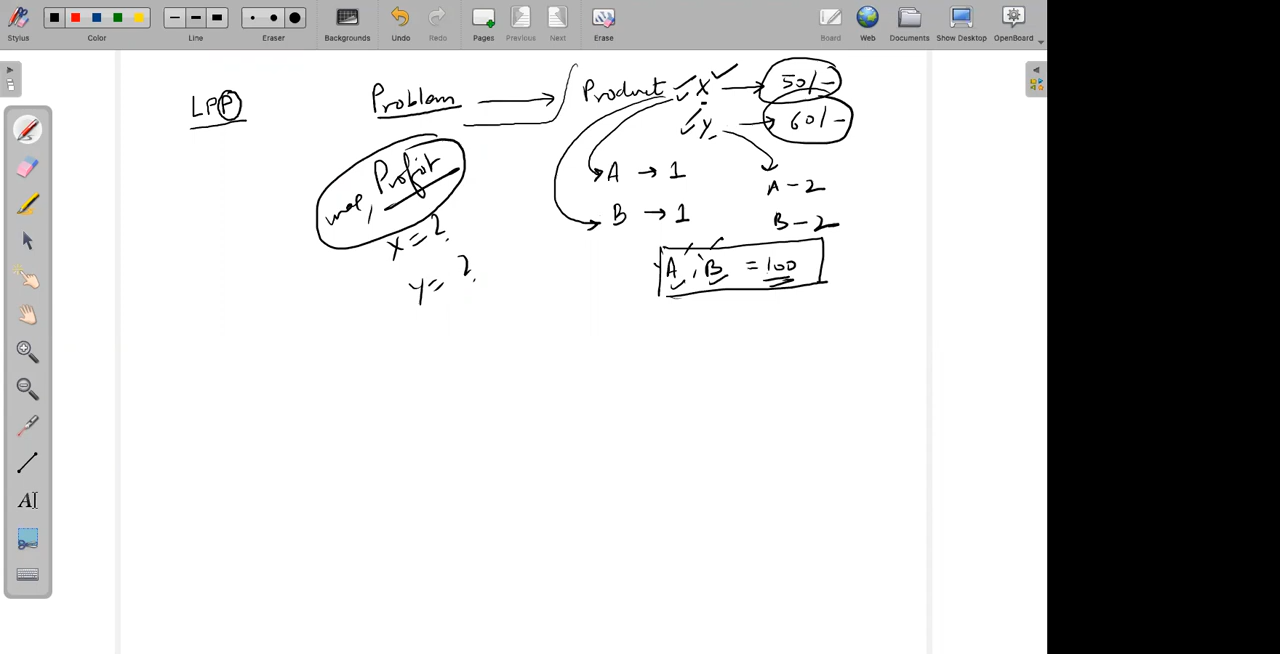 Stylus
Color
Line
Eraser
Backgrounds
Undo
Redo
Pages
Previous
Next
Erase
Board
Web
Documents
Show Desktop
OpenBoard
LPP
Problem → Product X → 50/-
Y → 60/-
Profit
A → 1
A - 2
B → 1
B - 2
X = ?
A , B = 100
Y = ?
A